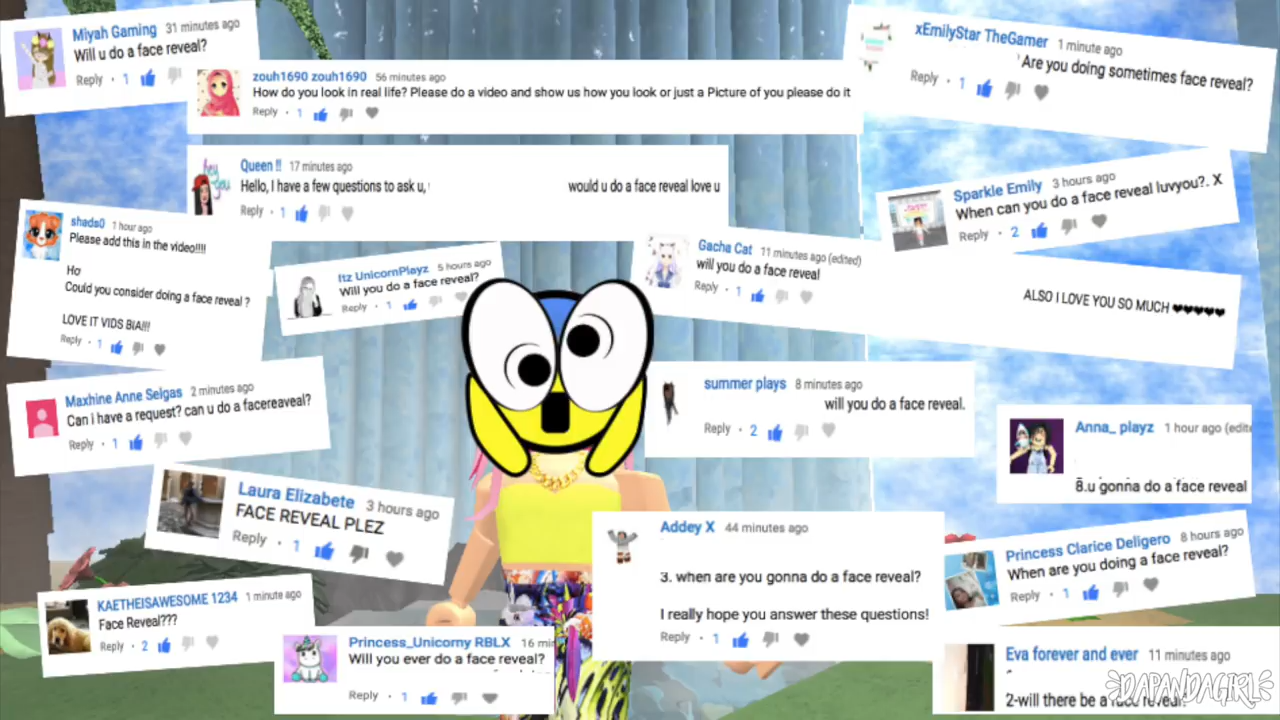 Miyah Gaming 31 minutes ago
Will u do a face reveal?
Reply · 1
zouh1690 zouh1690 56 minutes ago
How do you look in real life? Please do a video and show us how you look or just a Picture of you please do it
Reply · 1
xEmilyStar TheGamer 1 minute ago
Are you doing sometimes face reveal?
Reply · 1
hey you
Queen !! 17 minutes ago
Hello, I have a few questions to ask u, would u do a face reveal love u
Reply · 1
Sparkle Emily 3 hours ago
When can you do a face reveal luvyou?. X
Reply · 2
shads0 1 hour ago
Please add this in the video!!!!
Ho
Could you consider doing a face reveal ?
LOVE IT VIDS BIA!!!
Reply · 1
Itz UnicornPlayz 5 hours ago
Will you do a face reveal?
Reply · 1
Gacha Cat 11 minutes ago (edited)
will you do a face reveal
Reply · 1
ALSO I LOVE YOU SO MUCH ❤❤❤❤❤
Maxhine Anne Selgas 2 minutes ago
Can i have a request? can u do a facereaveal?
Reply · 1
summer plays 8 minutes ago
will you do a face reveal.
Reply · 2
Anna_ playz 1 hour ago (edite
8.u gonna do a face reveal
Laura Elizabete 3 hours ago
FACE REVEAL PLEZ
Reply · 1
Addey X 44 minutes ago
3. when are you gonna do a face reveal?
I really hope you answer these questions!
Reply · 1
Princess Clarice Deligero 8 hours ago
When are you doing a face reveal?
Reply · 1
KAETHEISAWESOME 1234 1 minute ago
Face Reveal???
Reply · 2
Princess_Unicorny RBLX 16 min
Will you ever do a face reveal?
Reply · 1
Eva forever and ever 11 minutes ago
2-will there be a face reveal?
DAPANDAGIRL